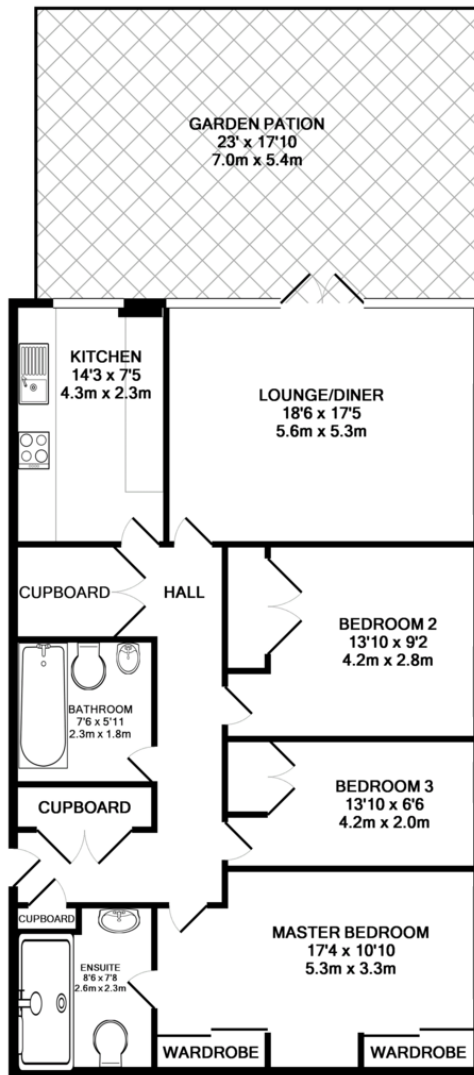 GARDEN PATION
23' x 17'10
7.0m x 5.4m
KITCHEN
14'3 x 7'5
4.3m x 2.3m
LOUNGE/DINER
18'6 x 17'5
5.6m x 5.3m
CUPBOARD
HALL
BEDROOM 2
13'10 x 9'2
4.2m x 2.8m
BATHROOM
7'6 x 5'11
2.3m x 1.8m
CUPBOARD
BEDROOM 3
13'10 x 6'6
4.2m x 2.0m
CUPBOARD
MASTER BEDROOM
17'4 x 10'10
5.3m x 3.3m
ENSUITE
8'6 x 7'8
2.6m x 2.3m
WARDROBE
WARDROBE